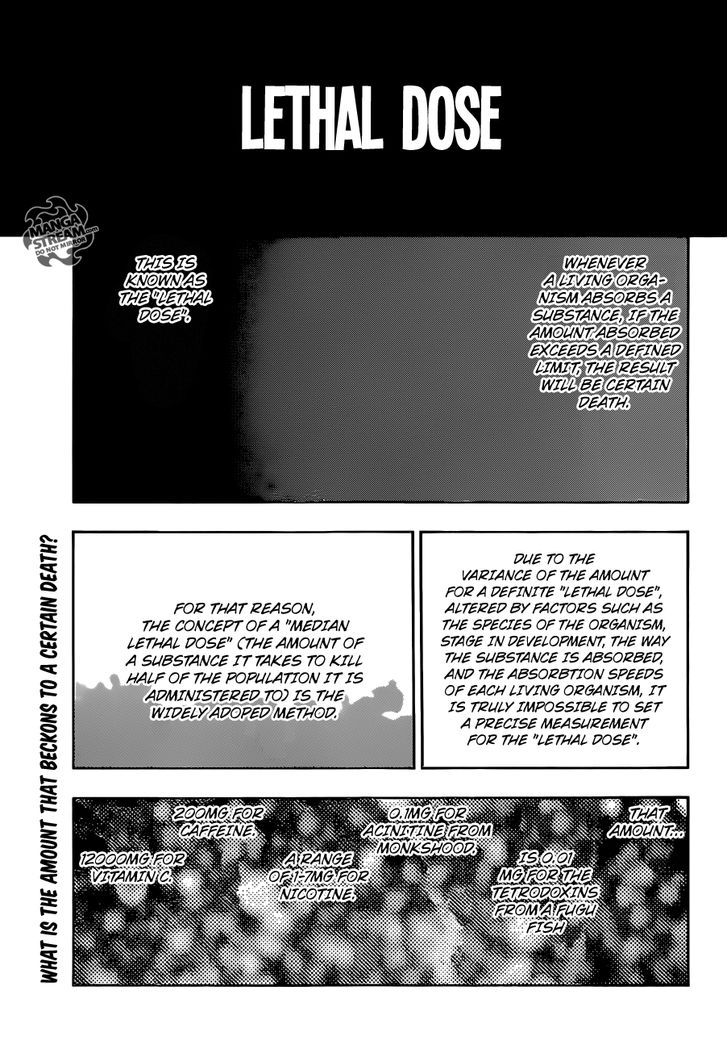 LETHAL DOSE
MANGA
STREAM.com
DO NOT MIRROR
WHENEVER
A LIVING ORGA-
NISM ABSORBS A
SUBSTANCE, IF THE
AMOUNT ABSORBED
EXCEEDS A DEFINED
LIMIT, THE RESULT
WILL BE CERTAIN
DEATH.
THIS IS
KNOWN AS
THE "LETHAL
DOSE".
DUE TO THE
VARIANCE OF THE AMOUNT
FOR A DEFINITE "LETHAL DOSE",
ALTERED BY FACTORS SUCH AS
THE SPECIES OF THE ORGANISM,
STAGE IN DEVELOPMENT, THE WAY
THE SUBSTANCE IS ABSORBED,
AND THE ABSORBTION SPEEDS
OF EACH LIVING ORGANISM, IT
IS TRULY IMPOSSIBLE TO SET
A PRECISE MEASUREMENT
FOR THE "LETHAL DOSE".
FOR THAT REASON,
THE CONCEPT OF A "MEDIAN
LETHAL DOSE" (THE AMOUNT OF
A SUBSTANCE IT TAKES TO KILL
HALF OF THE POPULATION IT IS
ADMINISTERED TO) IS THE
WIDELY ADOPED METHOD.
THAT
AMOUNT...
IS 0.01
MG FOR THE
TETRODOXINS
FROM A FUGU
FISH
0.1MG FOR
ACINITINE FROM
MONKSHOOD.
A RANGE
OF 1-7MG FOR
NICOTINE.
200MG FOR
CAFFEINE.
12000MG FOR
VITAMIN C.
WHAT IS THE AMOUNT THAT BECKONS TO A CERTAIN DEATH?